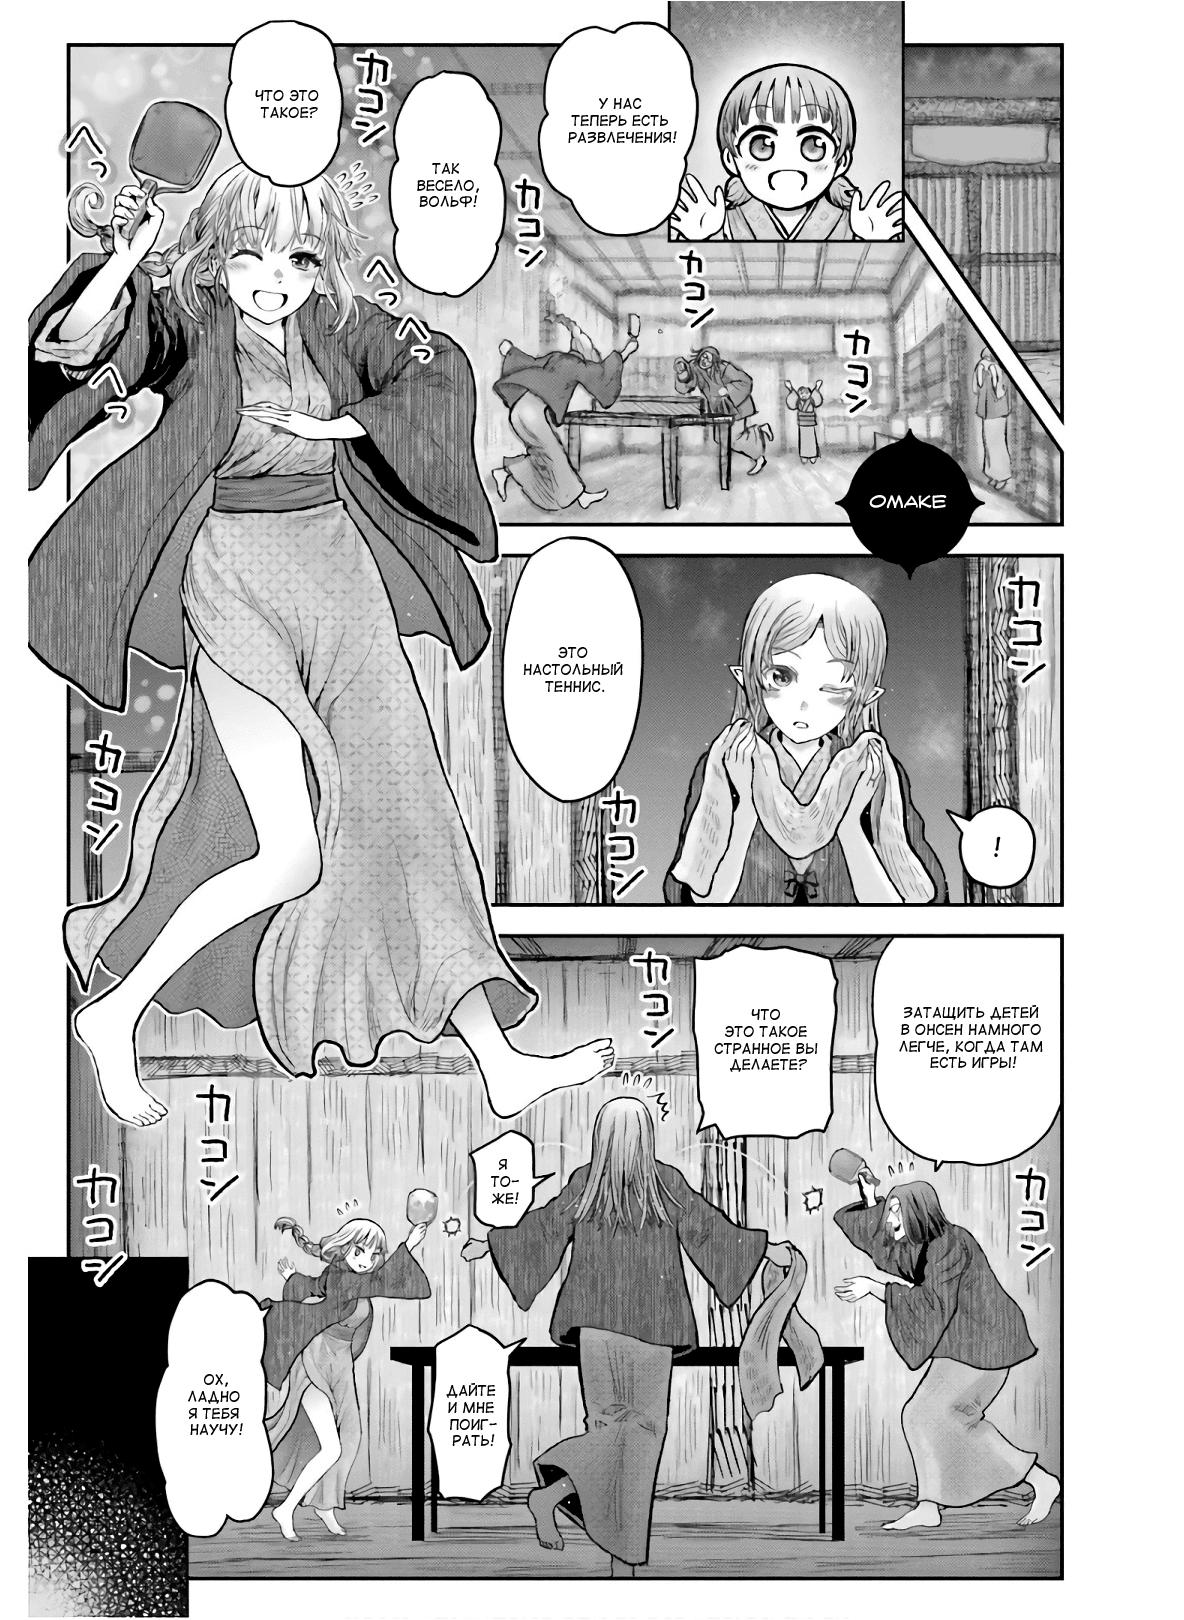 У НАС
ТЕПЕРЬ ЕСТЬ
РАЗВЛЕЧЕНИЯ!
ТАК
ВЕСЕЛО,
ВОЛЬФ!
ЧТО ЭТО
ТАКОЕ?
カコン
カコン
カコン
カコン
へっ
へっ
へっ
へっ
OMAKE
ЭТО
НАСТОЛЬНЫЙ
ТЕННИС.
!
カコン
カコン
カコン
ЗАТАЩИТЬ ДЕТЕЙ
В ОНСЕН НАМНОГО
ЛЕГЧЕ, КОГДА ТАМ
ЕСТЬ ИГРЫ!
ЧТО
ЭТО ТАКОЕ
СТРАННОЕ ВЫ
ДЕЛАЕТЕ?
カコン
カコン
カコン
カコン
Я
ТО-
ЖЕ!
ДАЙТЕ
И МНЕ
ПОИГ-
РАТЬ!
ОХ,
ЛАДНО
Я ТЕБЯ
НАУЧУ!